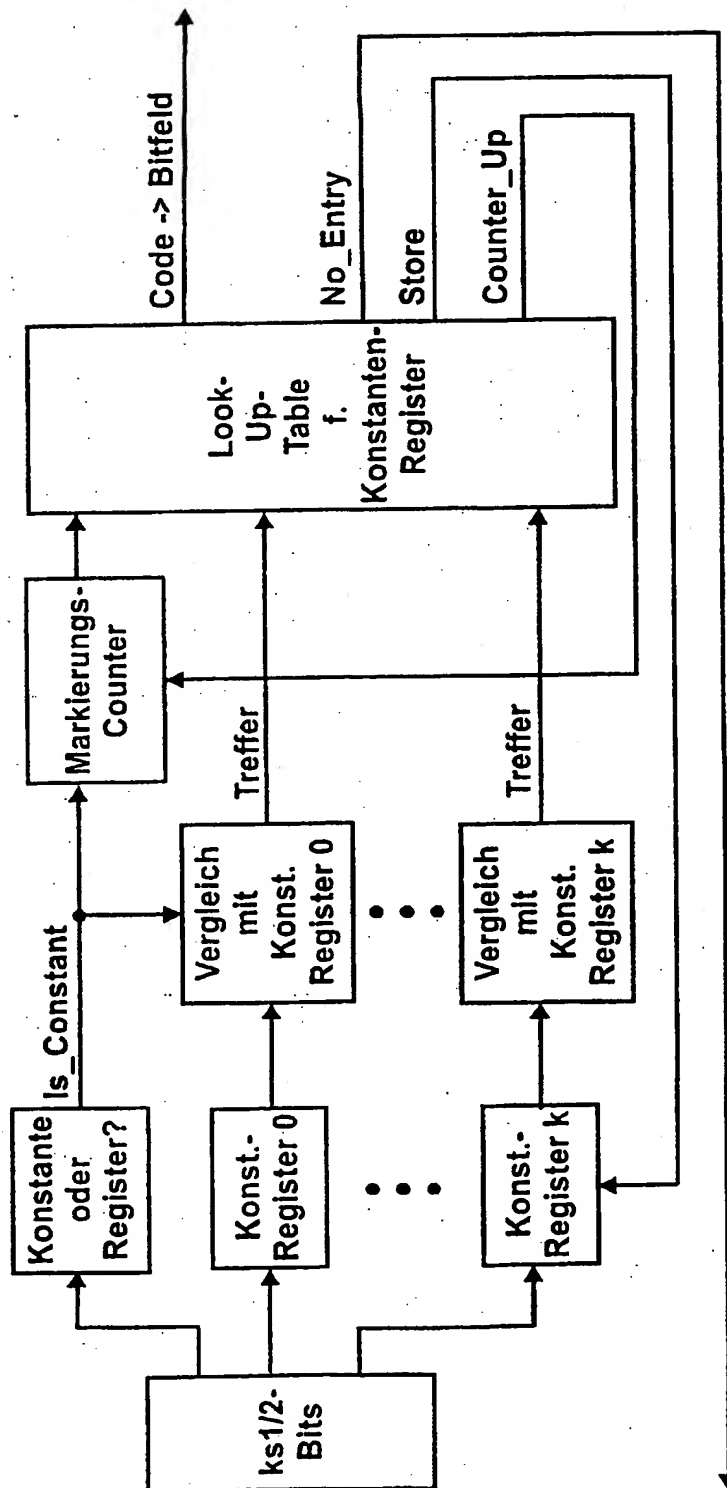 ks1/2-
Bits
Konstante
oder
Register?
Is_Constant
Konst.-
Register 0
Konst.-
Register k
Markierungs-
Counter
Vergleich
mit
Konst.
Register 0
Treffer
Vergleich
mit
Konst.
Register k
Treffer
Look-
Up-
Table
f.
Konstanten-
Register
Code -> Bitfeld
No_Entry
Store
Counter_Up